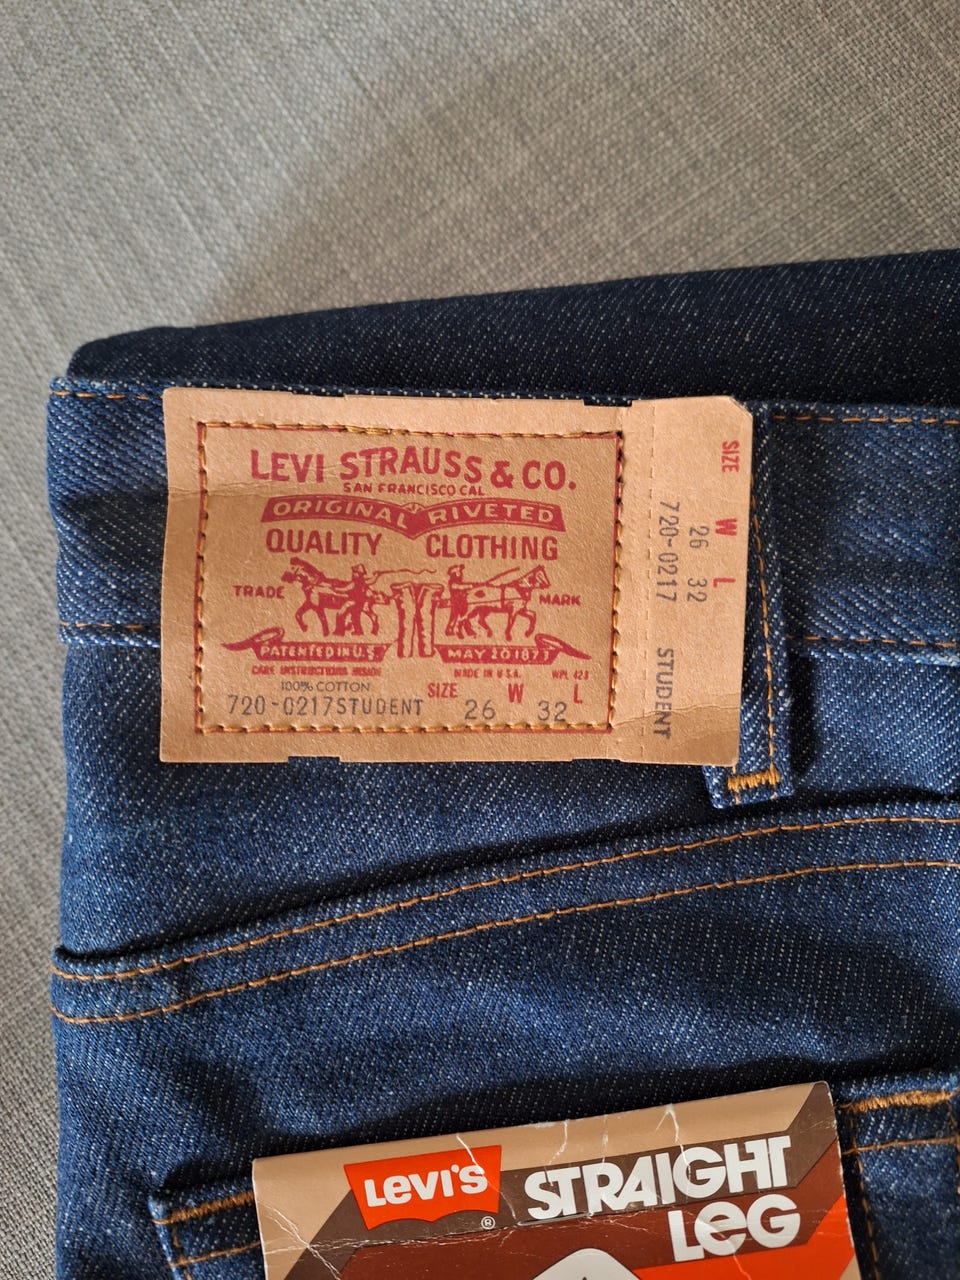 LEVI STRAUSS & CO.
SAN FRANCISCO CAL
ORIGINAL RIVETED
QUALITY CLOTHING
TRADE MARK
PATENTED IN U.S. MAY 20 1873
CARE INSTRUCTIONS INSIDE MADE IN U.S.A. WPL 423
100% COTTON SIZE W L
720-0217STUDENT 26 32
SIZE W L
26 32
720-0217 STUDENT
LEVI'S ® STRAIGHT
LEG